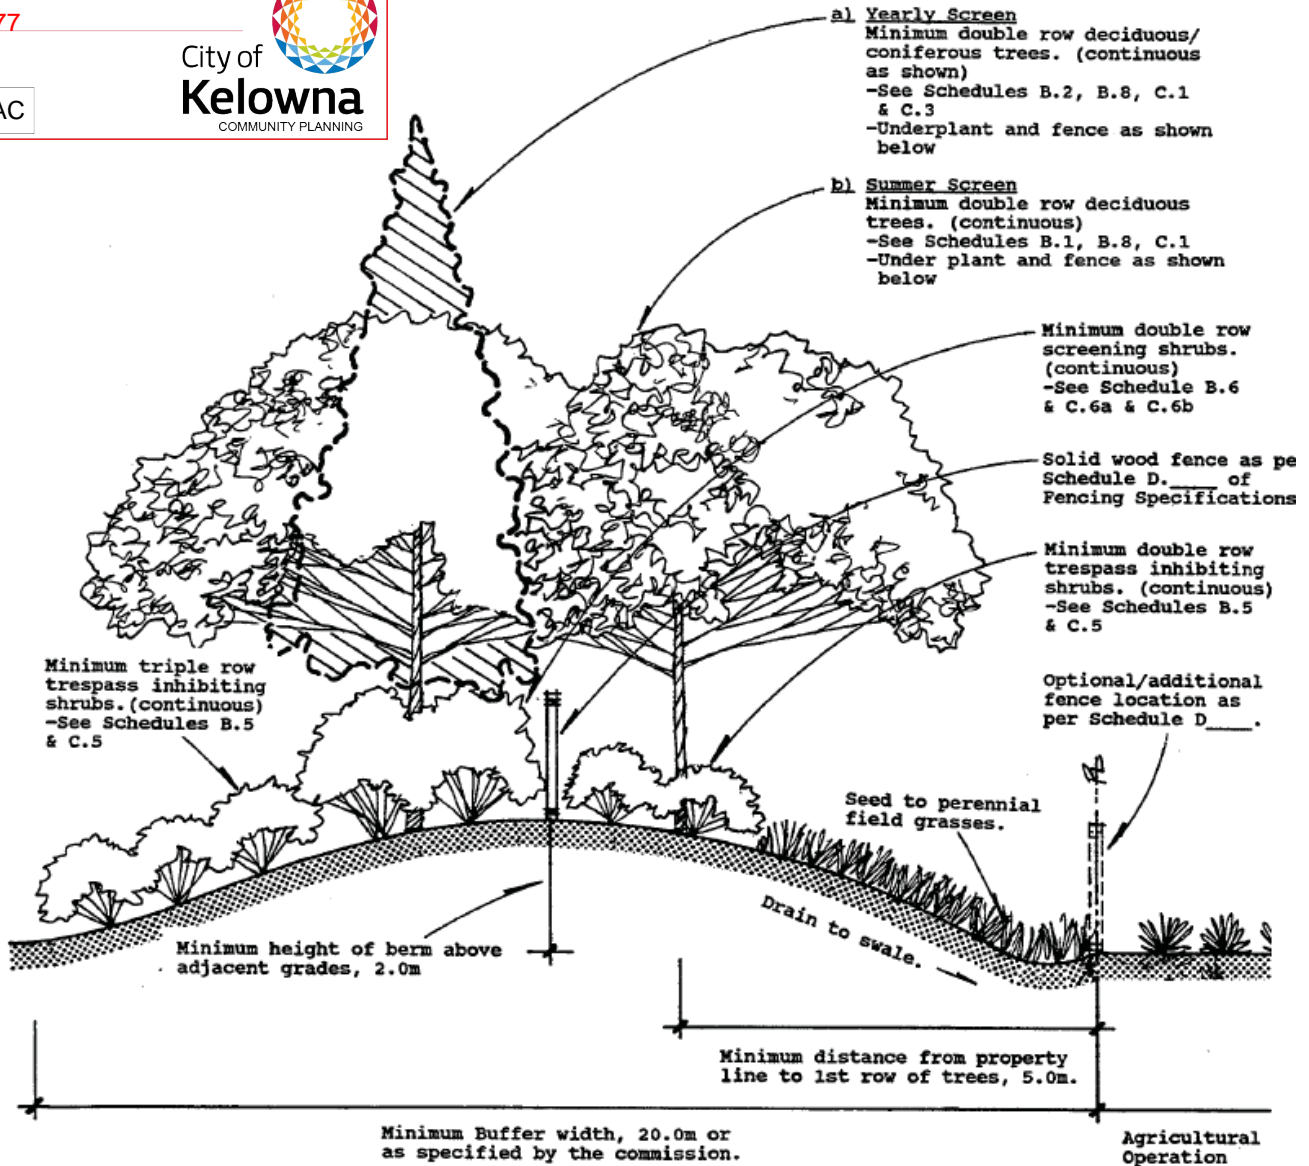 77
City of
Kelowna
COMMUNITY PLANNING
AC
a) Yearly Screen
Minimum double row deciduous/
coniferous trees. (continuous
as shown)
-See Schedules B.2, B.8, C.1
& C.3
-Underplant and fence as shown
below
b) Summer Screen
Minimum double row deciduous
trees. (continuous)
-See Schedules B.1, B.8, C.1
-Under plant and fence as shown
below
Minimum double row
screening shrubs.
(continuous)
-See Schedule B.6
& C.6a & C.6b
Solid wood fence as pe
Schedule D.____ of
Fencing Specifications
Minimum double row
trespass inhibiting
shrubs. (continuous)
-See Schedules B.5
& C.5
Minimum triple row
trespass inhibiting
shrubs.(continuous)
-See Schedules B.5
& C.5
Optional/additional
fence location as
per Schedule D____.
Seed to perennial
field grasses.
Drain to swale.
Minimum height of berm above
adjacent grades, 2.0m
Minimum distance from property
line to 1st row of trees, 5.0m.
Minimum Buffer width, 20.0m or
as specified by the commission.
Agricultural
Operation